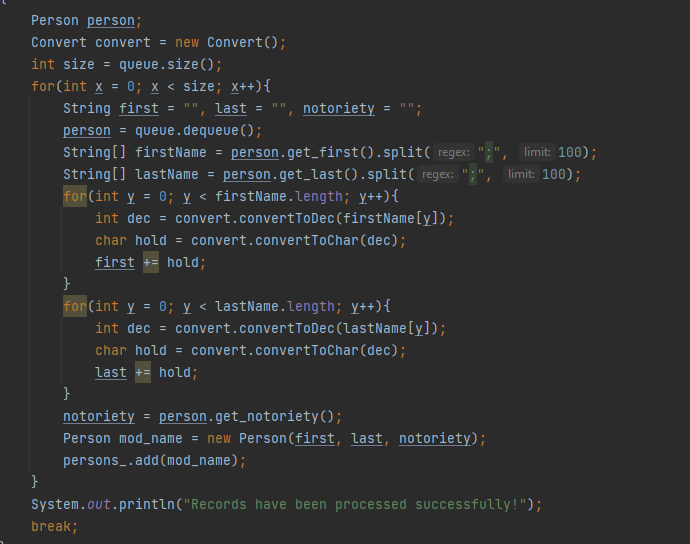 Person person;
Convert convert = new Convert();
int size = queue.size();
for(int x = 0; x < size; x++){
String first = "", last = "", notoriety = "";
person = queue.dequeue();
String[] firstName = person.get_first().split( regex: ";", limit: 100);
String[] lastName = person.get_last().split( regex: ";", limit: 100);
for(int y = 0; y < firstName.length; y++){
int dec = convert.convertToDec(firstName[y]);
char hold = convert.convertToChar(dec);
first += hold;
}
for(int y = 0; y < lastName.length; y++){
int dec = convert.convertToDec(lastName[y]);
char hold = convert.convertToChar(dec);
last += hold;
}
notoriety = person.get_notoriety();
Person mod_name = new Person(first, last, notoriety);
persons_.add(mod_name);
}
System.out.println("Records have been processed successfully!");
break;